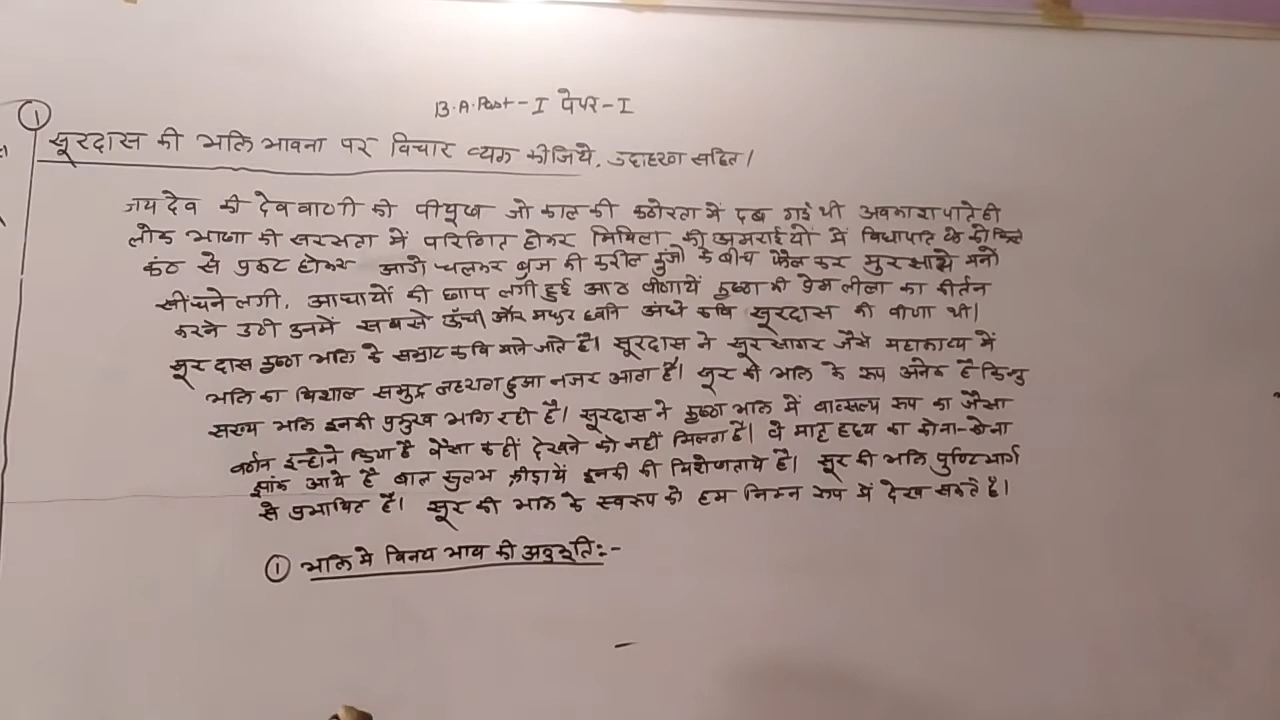 B.A. Part-I पेपर-I
①
सूरदास की भक्ति भावना पर विचार व्यक्त कीजिये, उदाहरण सहित।
जयदेव की देववाणी की पीयूष जो काल की कठोरता में दब गई थी अवकाश पाते ही
लोक भाषा की सरसता में परिणित होकर मिथिला की अमराईयों में विधापति के कोकिल
कंठ से प्रकट होकर आगे चलकर ब्रज की करील कुंजो के बीच फैल कर मुरझाये मनो
सींचने लगी, आचार्यो की छाप लगी हुई आठ वीणायें कृष्ण की प्रेम लीला का कीर्तन
करने उठी उनमें सबसे ऊँची और मधुर ध्वनि अंधे कवि सूरदास की वीणा थी।
सूरदास कृष्ण भक्ति के सम्राट कवि माने जाते है। सूरदास ने सूरसागर जैसे महाकाव्य में
भक्ति का विशाल समुद्र लहराता हुआ नजर आता है। सूर की भक्ति के रूप अनेक है किन्तु
सख्य भक्ति इनकी प्रमुख भक्ति रही है। सूरदास ने कृष्ण भक्ति में वात्सल्य रूप का जैसा
वर्णन इन्होने किया है वैसा कहीं देखने को नहीं मिलता है। वे मातृ हृदय का कोना-कोना
झांक आये है बाल सुलभ क्रीडायें इनकी की विशेषताये है। सूर की भक्ति पुष्टिमार्ग
से प्रभावित है। सूर की भक्ति के स्वरूप को हम निम्न रूप में देख सकते है।
① भक्ति मे विनय भाव की अनुभूति:-